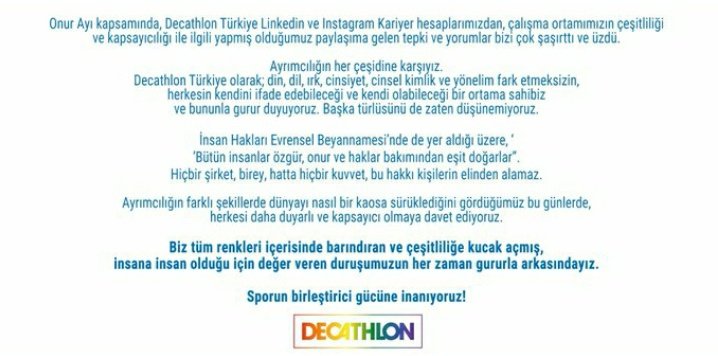 Onur Ayı kapsamında, Decathlon Türkiye Linkedin ve Instagram Kariyer hesaplarımızdan, çalışma ortamımızın çeşitliliği
ve kapsayıcılığı ile ilgili yapmış olduğumuz paylaşıma gelen tepki ve yorumlar bizi çok şaşırttı ve üzdü.
Ayrımcılığın her çeşidine karşıyız.
Decathlon Türkiye olarak; din, dil, ırk, cinsiyet, cinsel kimlik ve yönelim fark etmeksizin,
herkesin kendini ifade edebileceği ve kendi olabileceği bir ortama sahibiz
ve bununla gurur duyuyoruz. Başka türlüsünü de zaten düşünemiyoruz.
İnsan Hakları Evrensel Beyannamesi'nde de yer aldığı üzere, ‘
‘Bütün insanlar özgür, onur ve haklar bakımından eşit doğarlar”.
Hiçbir şirket, birey, hatta hiçbir kuvvet, bu hakkı kişilerin elinden alamaz.
Ayrımcılığın farklı şekillerde dünyayı nasıl bir kaosa sürüklediğini gördüğümüz bu günlerde,
herkesi daha duyarlı ve kapsayıcı olmaya davet ediyoruz.
Biz tüm renkleri içerisinde barındıran ve çeşitliliğe kucak açmış,
insana insan olduğu için değer veren duruşumuzun her zaman gururla arkasındayız.
Sporun birleştirici gücüne inanıyoruz!
DECATHLON